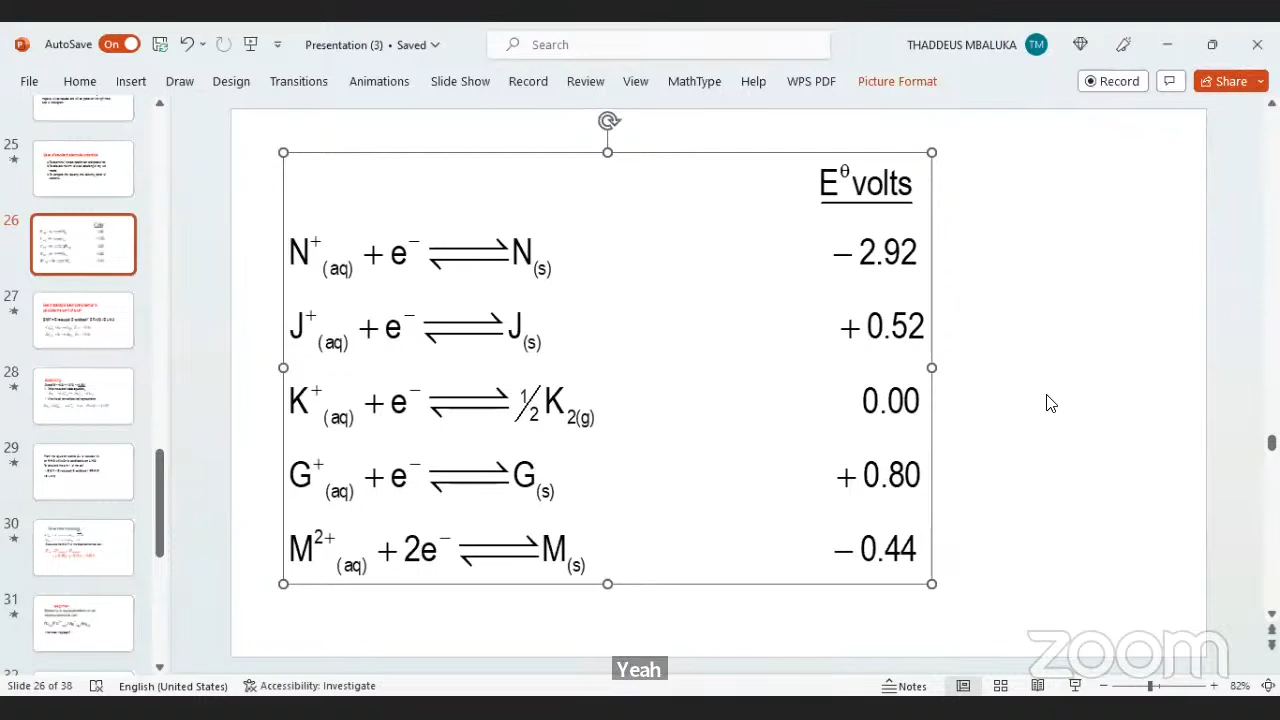 AutoSave On Presentation (3) • Saved Search THADDEUS MBALUKA TM
File Home Insert Draw Design Transitions Animations Slide Show Record Review View MathType Help WPS PDF Picture Format Record Share
25
26
27
28
29
30
31
E^θ volts
N⁺(aq) + e⁻ ⇌ N(s) − 2.92
J⁺(aq) + e⁻ ⇌ J(s) + 0.52
K⁺(aq) + e⁻ ⇌ ½K2(g) 0.00
G⁺(aq) + e⁻ ⇌ G(s) + 0.80
M²⁺(aq) + 2e⁻ ⇌ M(s) − 0.44
zoom
Yeah
Slide 26 of 38 English (United States) Accessibility: Investigate Notes 82%